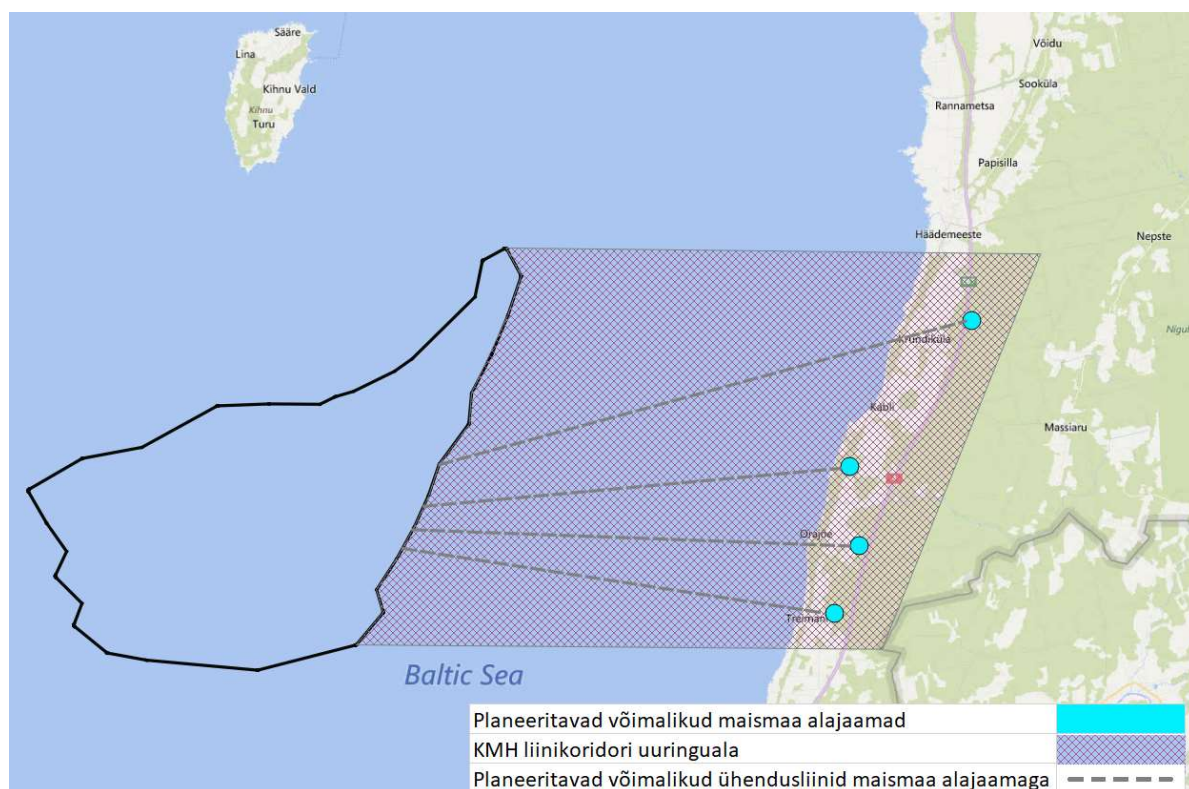 Sääre
Lina
Kihnu Vald
Kihnu
Turu
Võidu
Sooküla
Rannametsa
Papisilla
Häädemeeste
Nepste
Krundiküla
Kabli
Massiaru
Orajõe
Treimani
Baltic Sea
Planeeritavad võimalikud maismaa alajaamad
KMH liinikoridori uuringuala
Planeeritavad võimalikud ühendusliinid maismaa alajaamaga